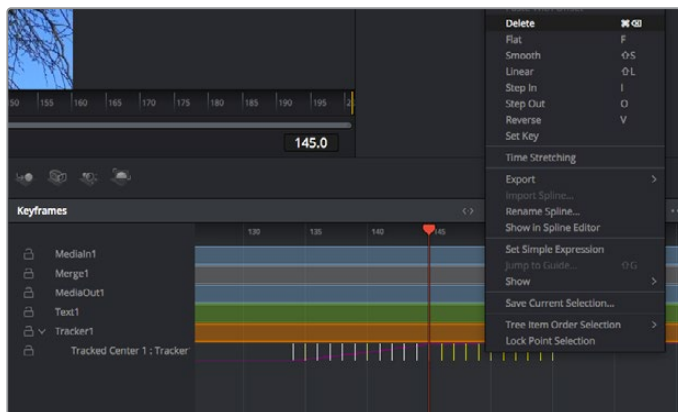 Delete ⌘⌫
Flat F
Smooth ⇧S
Linear ⇧L
Step In I
Step Out O
Reverse V
Set Key
Time Stretching
Export >
Import Spline...
Rename Spline...
Show in Spline Editor
Set Simple Expression
Jump to Guide... ⇧G
Show >
Save Current Selection...
Tree Item Order Selection >
Lock Point Selection
50 155 160 165 170 175 180 185 190 195
145.0
Keyframes
130 135 140 145
MediaIn1
Merge1
MediaOut1
Text1
Tracker1
Tracked Center 1 : Tracker